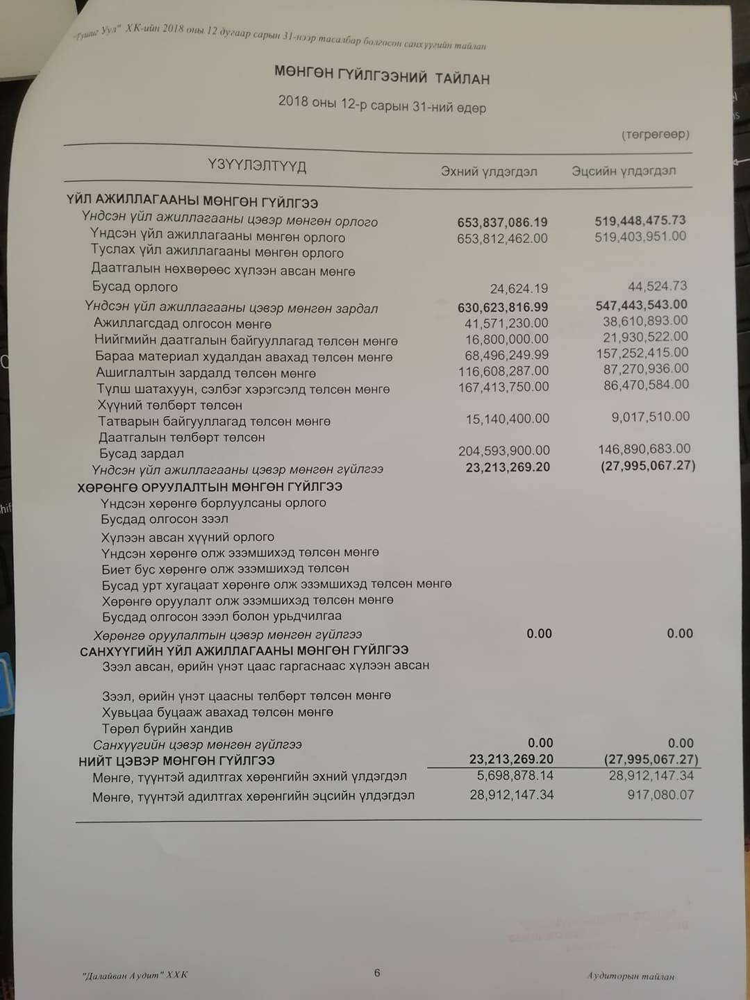 "Түшиг Уул" ХК-ийн 2018 оны 12 дугаар сарын 31-нээр тасалбар болгосон санхүүгийн тайлан
МӨНГӨН ГҮЙЛГЭЭНИЙ ТАЙЛАН
2018 оны 12-р сарын 31-ний өдөр
(төгрөгөөр)
ҮЗҮҮЛЭЛТҮҮД Эхний үлдэгдэл Эцсийн үлдэгдэл
ҮЙЛ АЖИЛЛАГААНЫ МӨНГӨН ГҮЙЛГЭЭ
Үндсэн үйл ажиллагааны цэвэр мөнгөн орлого 653,837,086.19 519,448,475.73
Үндсэн үйл ажиллагааны мөнгөн орлого 653,812,462.00 519,403,951.00
Туслах үйл ажиллагааны мөнгөн орлого
Даатгалын нөхвөрөөс хүлээн авсан мөнгө
Бусад орлого 24,624.19 44,524.73
Үндсэн үйл ажиллагааны цэвэр мөнгөн зардал 630,623,816.99 547,443,543.00
Ажиллагсдад олгосон мөнгө 41,571,230.00 38,610,893.00
Нийгмийн даатгалын байгууллагад төлсөн мөнгө 16,800,000.00 21,930,522.00
Бараа материал худалдан авахад төлсөн мөнгө 68,496,249.99 157,252,415.00
Ашиглалтын зардалд төлсөн мөнгө 116,608,287.00 87,270,936.00
Түлш шатахуун, сэлбэг хэрэгсэлд төлсөн мөнгө 167,413,750.00 86,470,584.00
Хүүний төлбөрт төлсөн
Татварын байгууллагад төлсөн мөнгө 15,140,400.00 9,017,510.00
Даатгалын төлбөрт төлсөн
Бусад зардал 204,593,900.00 146,890,683.00
Үндсэн үйл ажиллагааны цэвэр мөнгөн гүйлгээ 23,213,269.20 (27,995,067.27)
ХӨРӨНГӨ ОРУУЛАЛТЫН МӨНГӨН ГҮЙЛГЭЭ
Үндсэн хөрөнгө борлуулсаны орлого
Бусдад олгосон зээл
Хүлээн авсан хүүний орлого
Үндсэн хөрөнгө олж эзэмшихэд төлсөн мөнгө
Биет бус хөрөнгө олж эзэмшихэд төлсөн
Бусад урт хугацаат хөрөнгө олж эзэмшихэд төлсөн мөнгө
Хөрөнгө оруулалт олж эзэмшихэд төлсөн мөнгө
Бусдад олгосон зээл болон урьдчилгаа
Хөрөнгө оруулалтын цэвэр мөнгөн гүйлгээ 0.00 0.00
САНХҮҮГИЙН ҮЙЛ АЖИЛЛАГААНЫ МӨНГӨН ГҮЙЛГЭЭ
Зээл авсан, өрийн үнэт цаас гаргаснаас хүлээн авсан
Зээл, өрийн үнэт цаасны төлбөрт төлсөн мөнгө
Хувьцаа буцааж авахад төлсөн мөнгө
Төрөл бүрийн хандив
Санхүүгийн цэвэр мөнгөн гүйлгээ 0.00 0.00
НИЙТ ЦЭВЭР МӨНГӨН ГҮЙЛГЭЭ 23,213,269.20 (27,995,067.27)
Мөнгө, түүнтэй адилтгах хөрөнгийн эхний үлдэгдэл 5,698,878.14 28,912,147.34
Мөнгө, түүнтэй адилтгах хөрөнгийн эцсийн үлдэгдэл 28,912,147.34 917,080.07
"Далайван Аудит" ХХК 6 Аудиторын тайлан